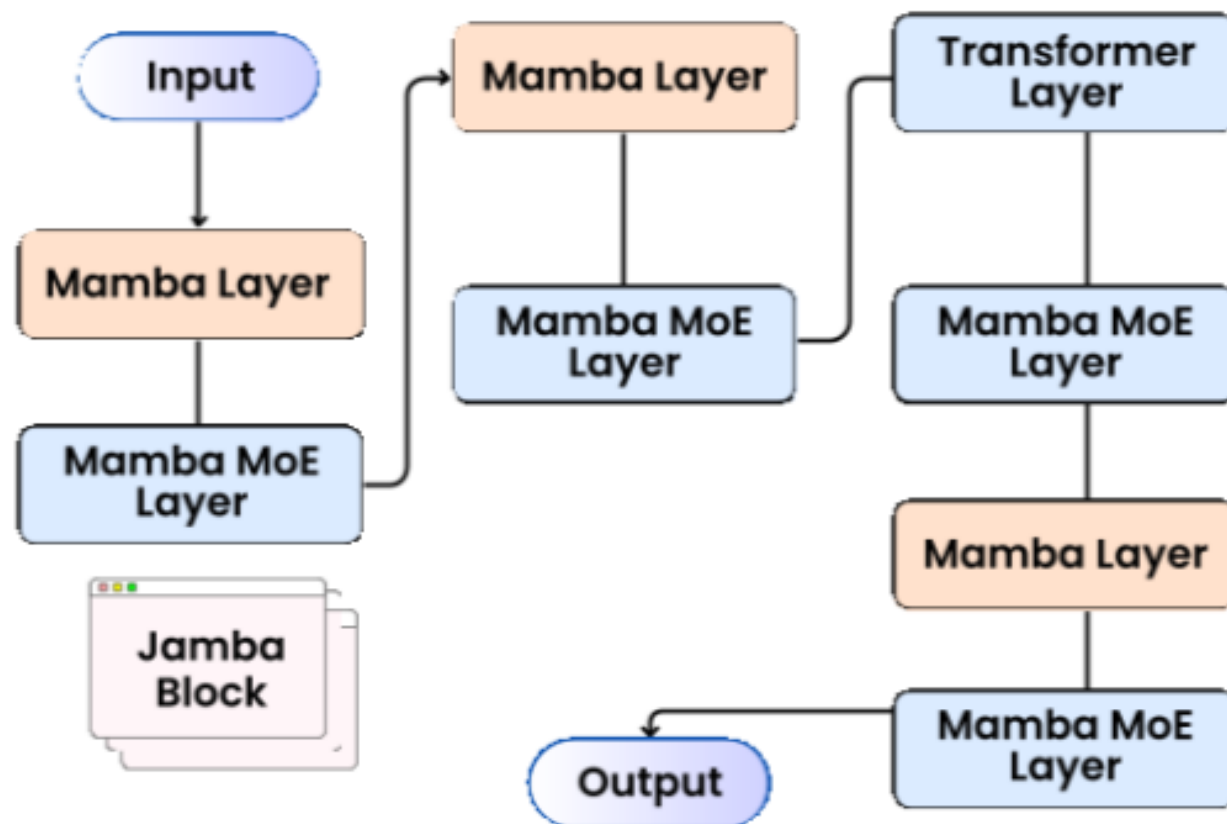 Input
Mamba Layer
Mamba MoE
Layer
Mamba Layer
Mamba MoE
Layer
Transformer
Layer
Mamba MoE
Layer
Mamba Layer
Mamba MoE
Layer
Output
Jamba
Block